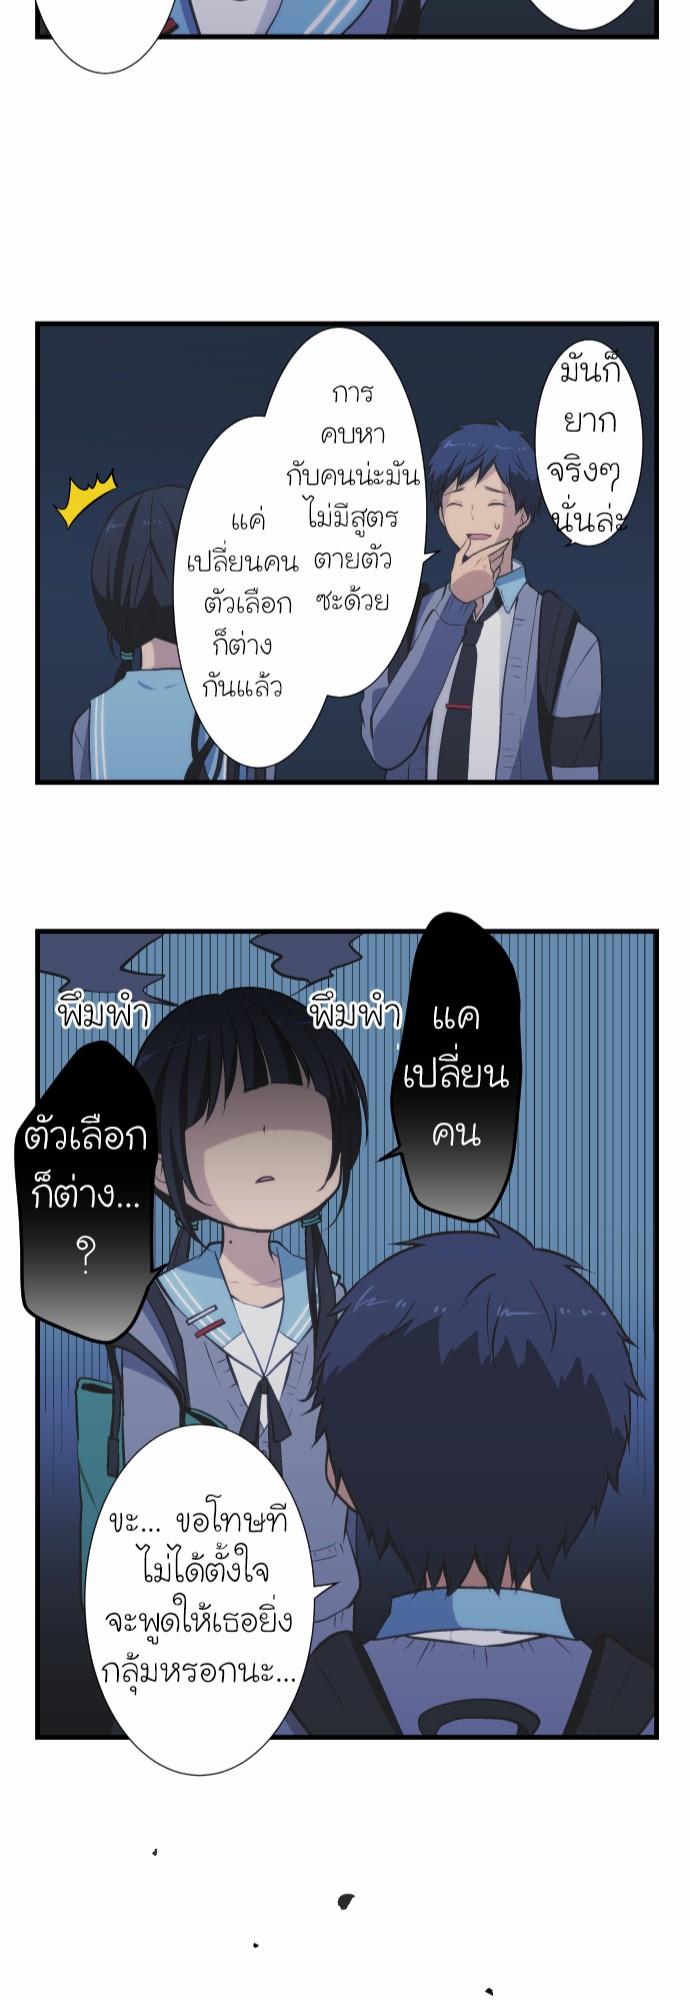 มันก็
ยาก
จริงๆ
นั่นล่ะ
การ
คบหา
กับคนน่ะมัน
ไม่มีสูตร
ตายตัว
ซะด้วย
แค่
เปลี่ยนคน
ตัวเลือก
ก็ต่าง
กันแล้ว
พึมพำ
พึมพำ
แค
เปลี่ยน
คน
ตัวเลือก
ก็ต่าง...
?
ขะ... ขอโทษที
ไม่ได้ตั้งใจ
จะพูดให้เธอยิ่ง
กลุ้มหรอกนะ...